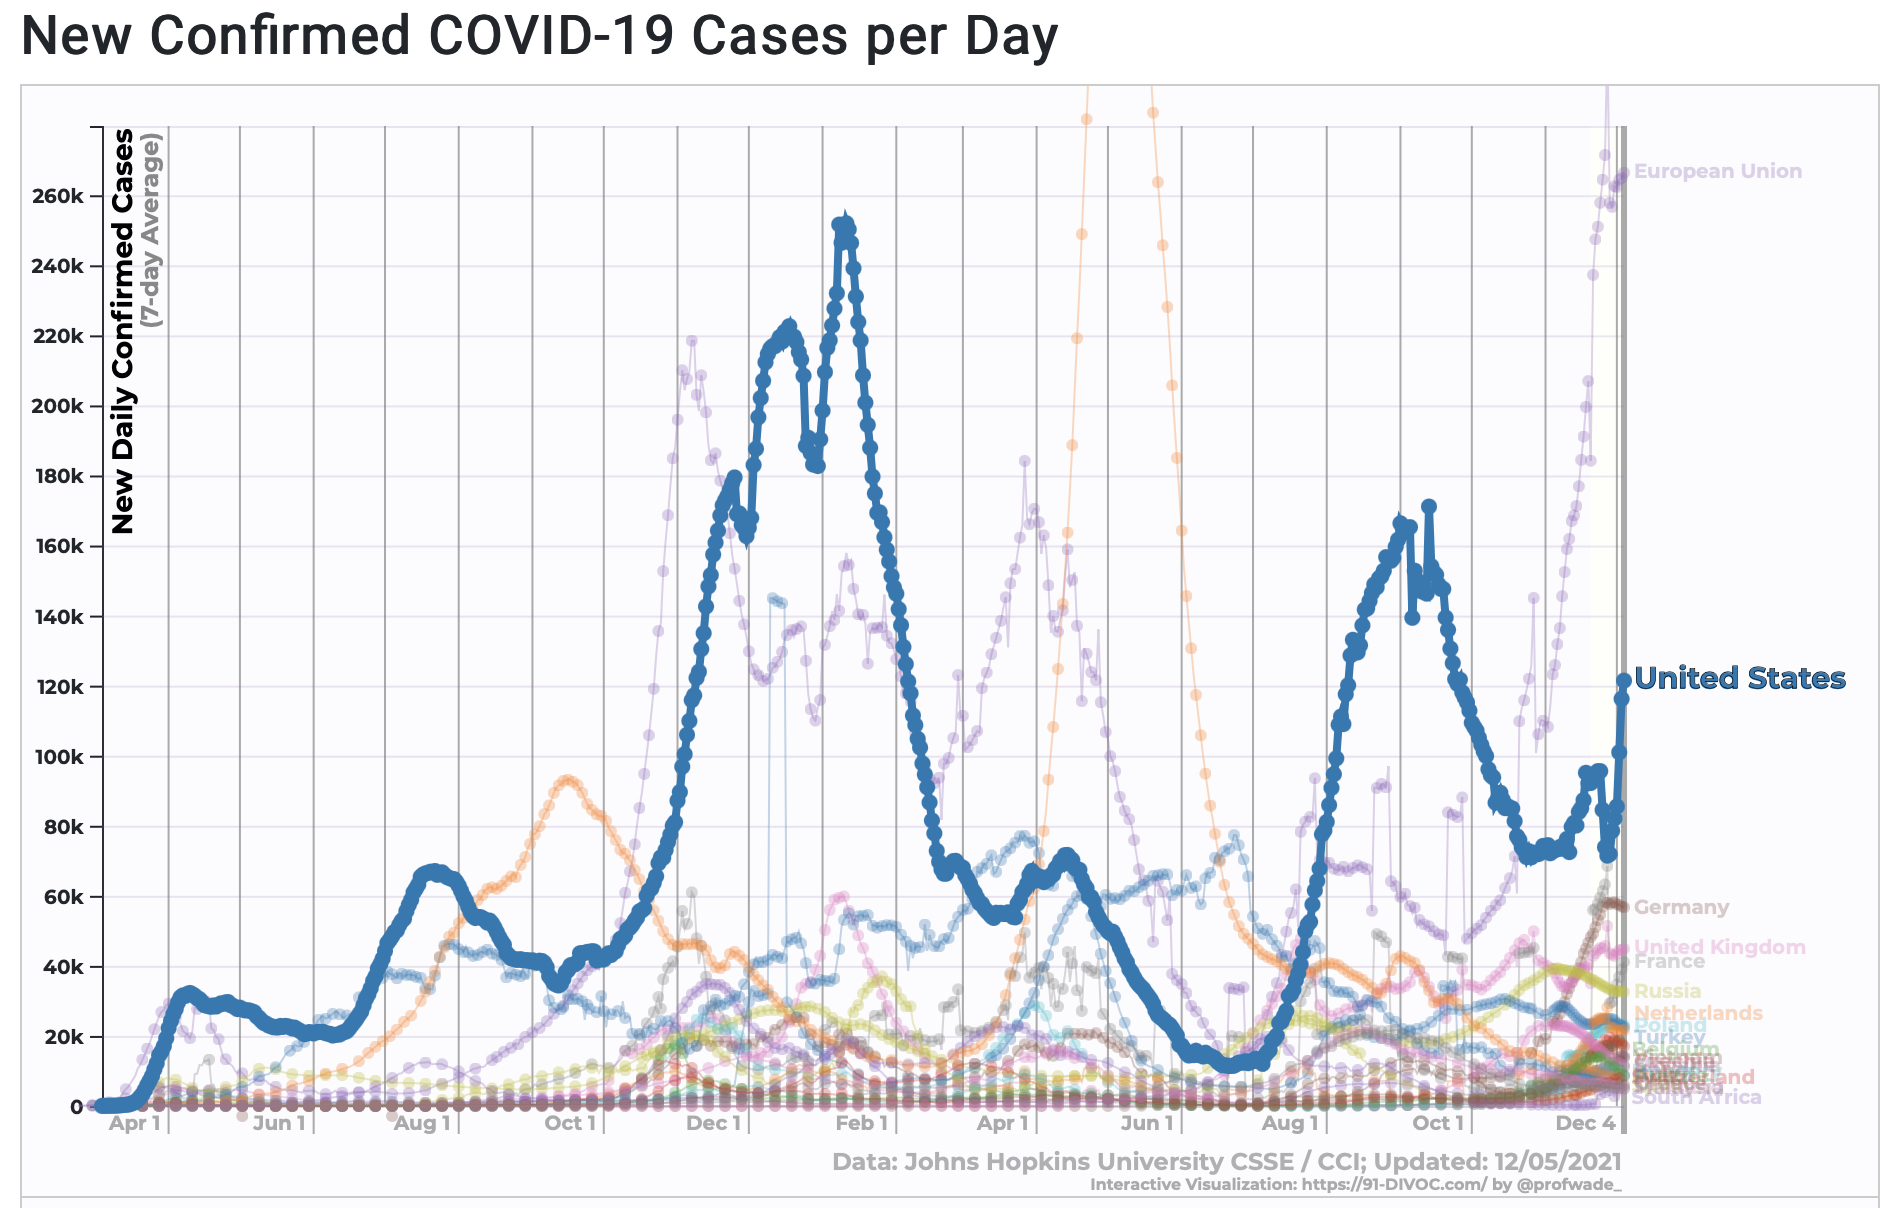 New Confirmed COVID-19 Cases per Day
New Daily Confirmed Cases
(7-day Average)
260k
240k
220k
200k
180k
160k
140k
120k
100k
80k
60k
40k
20k
0
European Union
United States
Germany
United Kingdom
France
Russia
Netherlands
Poland
Turkey
Belgium
South Africa
Apr 1
Jun 1
Aug 1
Oct 1
Dec 1
Feb 1
Apr 1
Jun 1
Aug 1
Oct 1
Dec 4
Data: Johns Hopkins University CSSE / CCI; Updated: 12/05/2021
Interactive Visualization: https://91-DIVOC.com/ by @profwade_